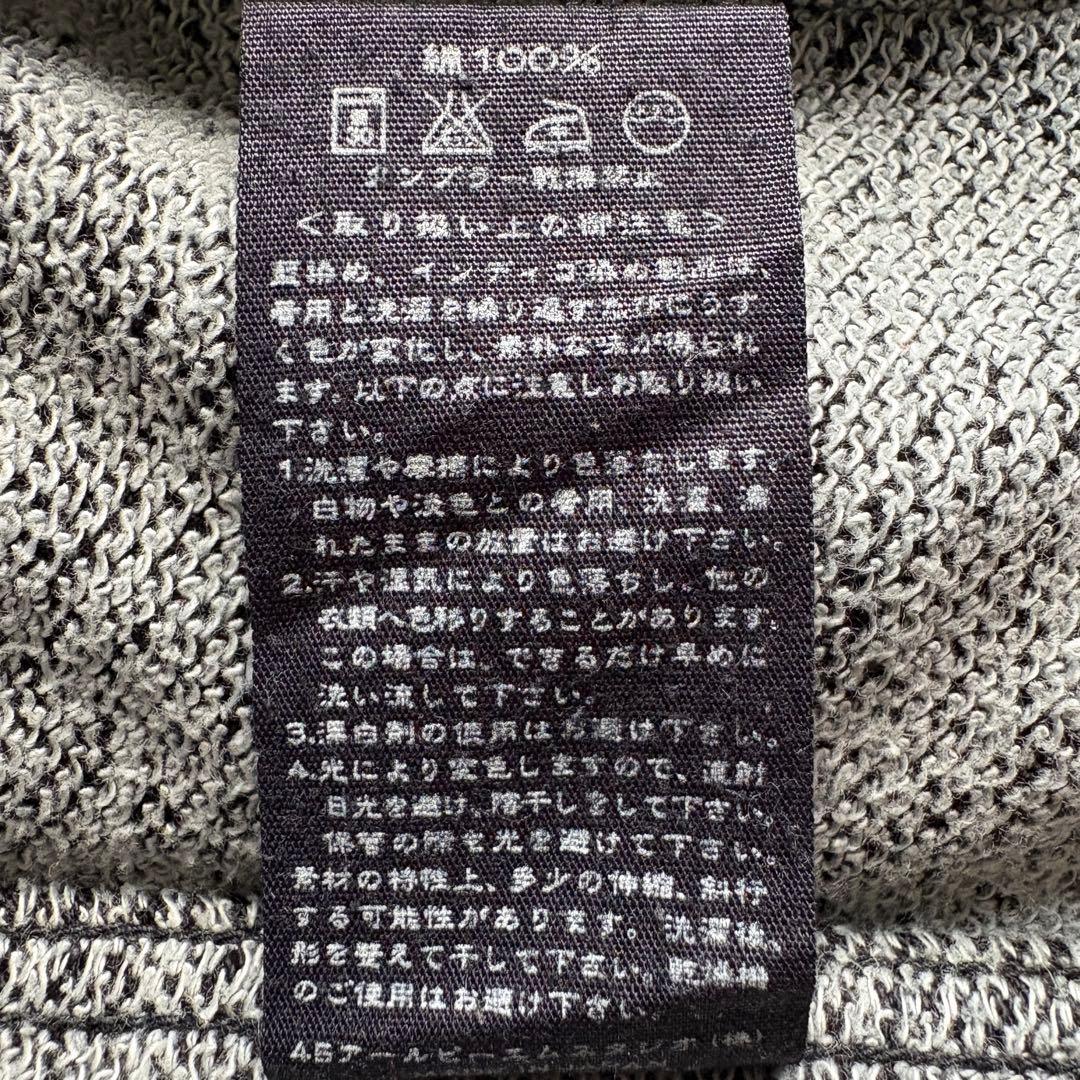 綿100%
タンブラー乾燥禁止
<取り扱い上の御注意>
藍染め、インディゴ染め製品は、
着用と洗濯を繰り返すたびにうす
く色が変化し、素朴な味が得られ
ます。以下の点に注意しお取り扱い
下さい。
1.洗濯や摩擦により色落ちします。
白物や淡色との着用、洗濯、濡
れたままの放置はお避け下さい。
2.汗や湿気により色落ちし、他の
衣類へ色移りすることがあります。
この場合は、できるだけ早めに
洗い流して下さい。
3.漂白剤の使用はお避け下さい。
4.光により変色しますので、直射
日光を避け、陰干しをして下さい。
保管の際も光を避けて下さい。
素材の特性上、多少の伸縮、斜行
する可能性があります。洗濯後、
形を整えて干して下さい。乾燥機
のご使用はお避け下さい。
45アールピーエムスタジオ(株)